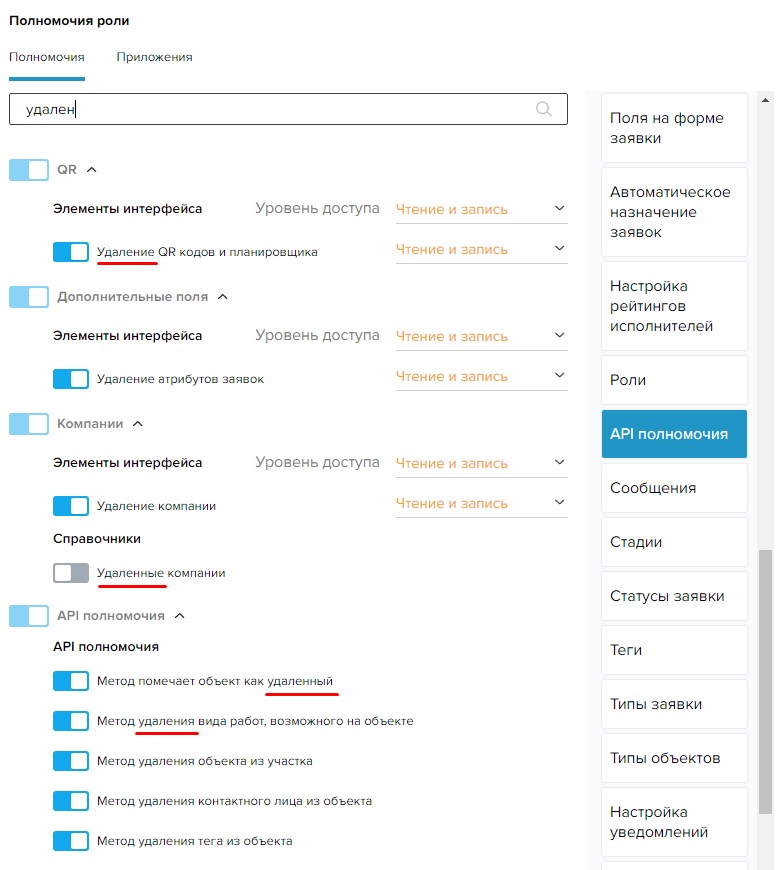 Полномочия роли
Полномочия Приложения
удален
QR
Элементы интерфейса Уровень доступа Чтение и запись
Удаление QR кодов и планировщика Чтение и запись
Дополнительные поля
Элементы интерфейса Уровень доступа Чтение и запись
Удаление атрибутов заявок Чтение и запись
Компании
Элементы интерфейса Уровень доступа Чтение и запись
Удаление компании Чтение и запись
Справочники
Удаленные компании
API полномочия
API полномочия
Метод помечает объект как удаленный
Метод удаления вида работ, возможного на объекте
Метод удаления объекта из участка
Метод удаления контактного лица из объекта
Метод удаления тега из объекта
Поля на форме
заявки
Автоматическое
назначение
заявок
Настройка
рейтингов
исполнителей
Роли
API полномочия
Сообщения
Стадии
Статусы заявки
Теги
Типы заявки
Типы объектов
Настройка
уведомлений